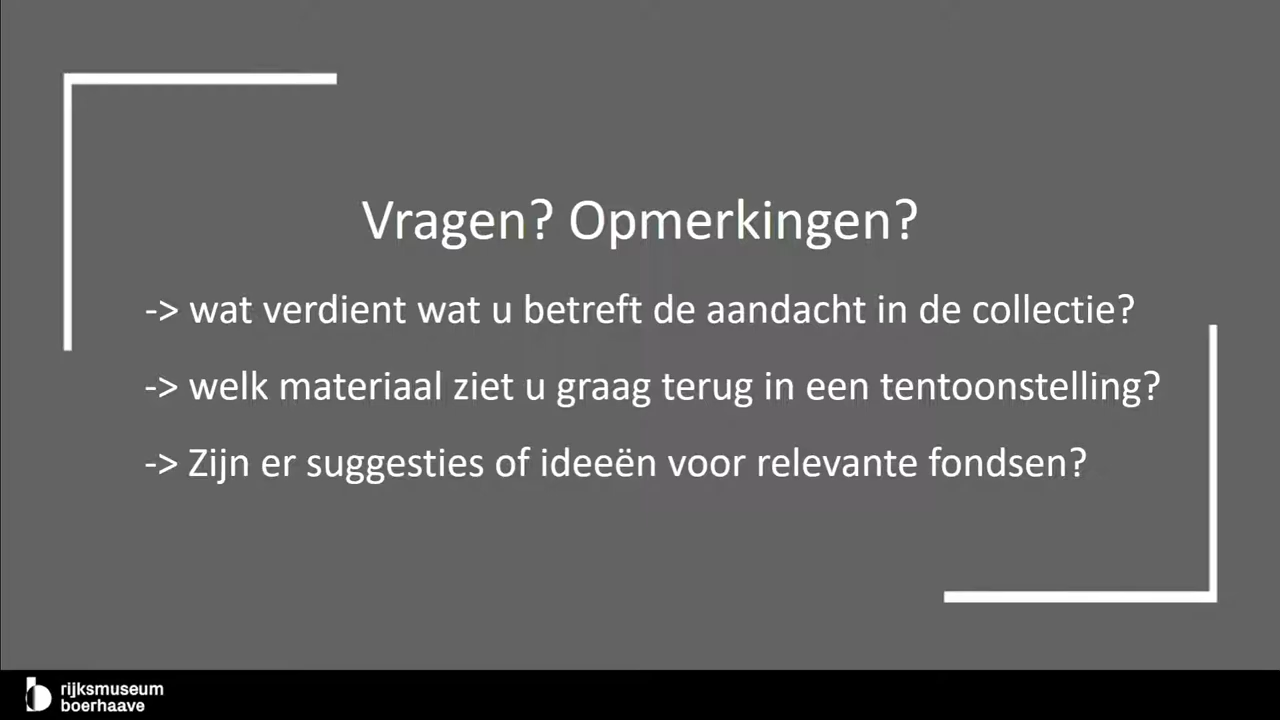 Vragen? Opmerkingen?
-> wat verdient wat u betreft de aandacht in de collectie?
-> welk materiaal ziet u graag terug in een tentoonstelling?
-> Zijn er suggesties of ideeën voor relevante fondsen?
rijksmuseum
boerhaave